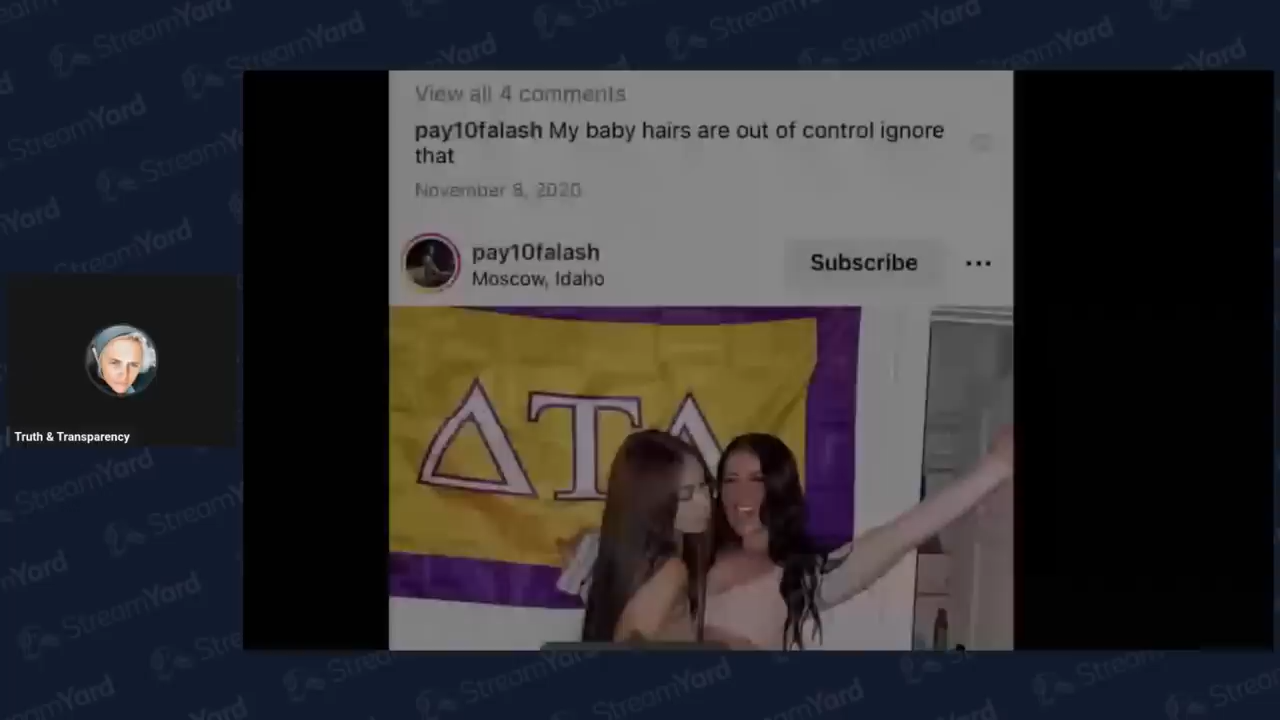 View all 4 comments
pay10falash My baby hairs are out of control ignore
that
November 8, 2020
pay10falash
Moscow, Idaho
Subscribe
ΔΤΔ
Truth & Transparency
StreamYard